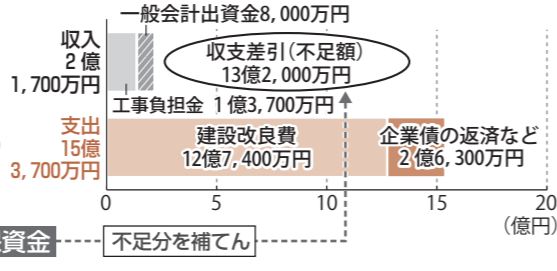 一般会計出資金8,000万円
収入
2億
1,700万円
収支差引(不足額)
13億2,000万円
工事負担金 1億3,700万円
支出
15億
3,700万円
建設改良費
12億7,400万円
企業債の返済など
2億6,300万円
0 5 10 15 20
(億円)
資金
不足分を補てん